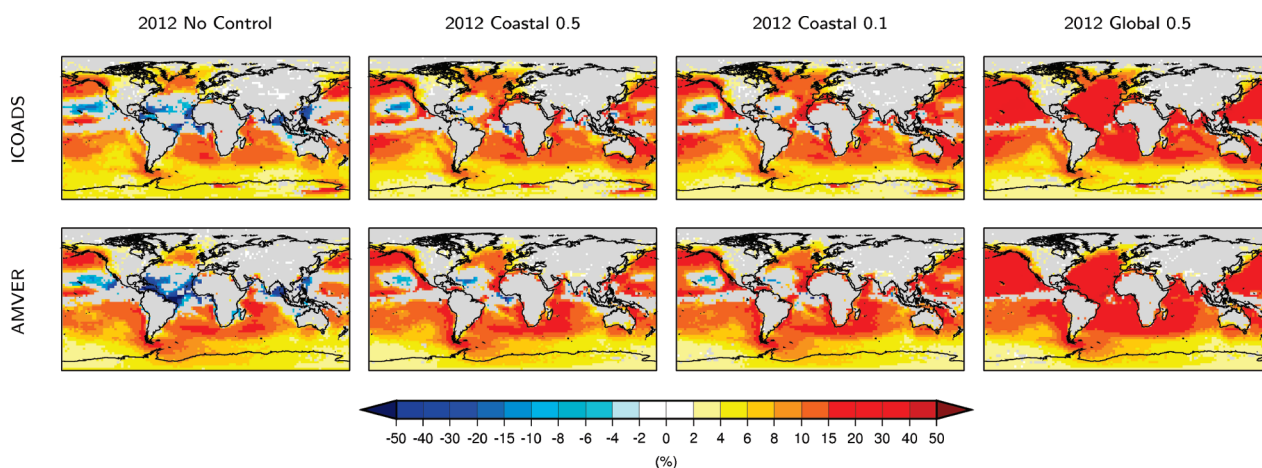 2012 No Control 2012 Coastal 0.5 2012 Coastal 0.1 2012 Global 0.5
ICOADS
AMVER
-50 -40 -30 -20 -15 -10 -8 -6 -4 -2 0 2 4 6 8 10 15 20 30 40 50
(%)